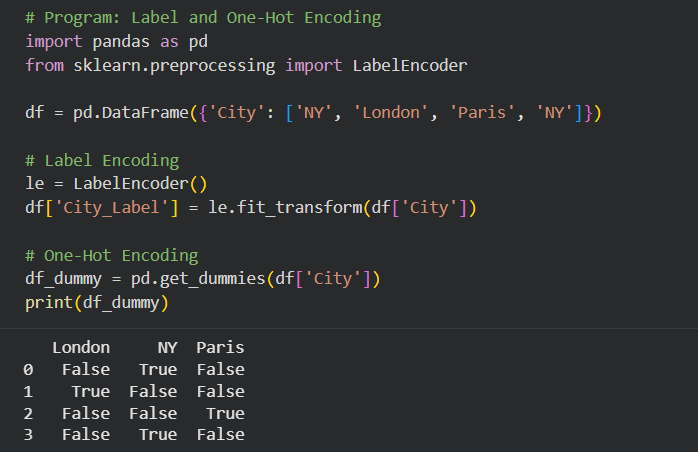 # Program: Label and One-Hot Encoding
import pandas as pd
from sklearn.preprocessing import LabelEncoder
df = pd.DataFrame({'City': ['NY', 'London', 'Paris', 'NY']})
# Label Encoding
le = LabelEncoder()
df['City_Label'] = le.fit_transform(df['City'])
# One-Hot Encoding
df_dummy = pd.get_dummies(df['City'])
print(df_dummy)
London NY Paris
0 False True False
1 True False False
2 False False True
3 False True False